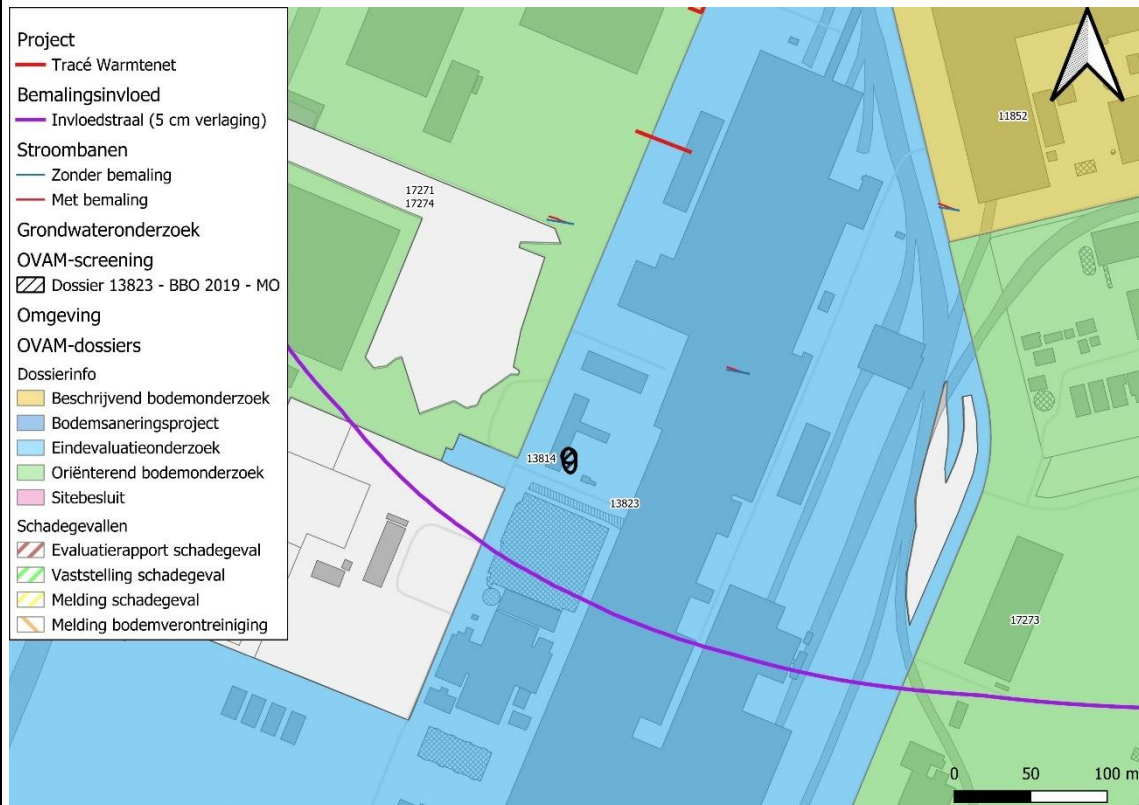 Project
Tracé Warmtenet
Bemalingsinvloed
Invloedstraal (5 cm verlaging)
Stroombanen
Zonder bemaling
Met bemaling
Grondwateronderzoek
OVAM-screening
Dossier 13823 - BBO 2019 - MO
Omgeving
OVAM-dossiers
Dossierinfo
Beschrijvend bodemonderzoek
Bodemsaneringsproject
Eindevaluatieonderzoek
Oriënterend bodemonderzoek
Sitebesluit
Schadegevallen
Evaluatierapport schadegeval
Vaststelling schadegeval
Melding schadegeval
Melding bodemverontreiniging
11852
17271
17274
13814
13823
17273
0 50 100 m